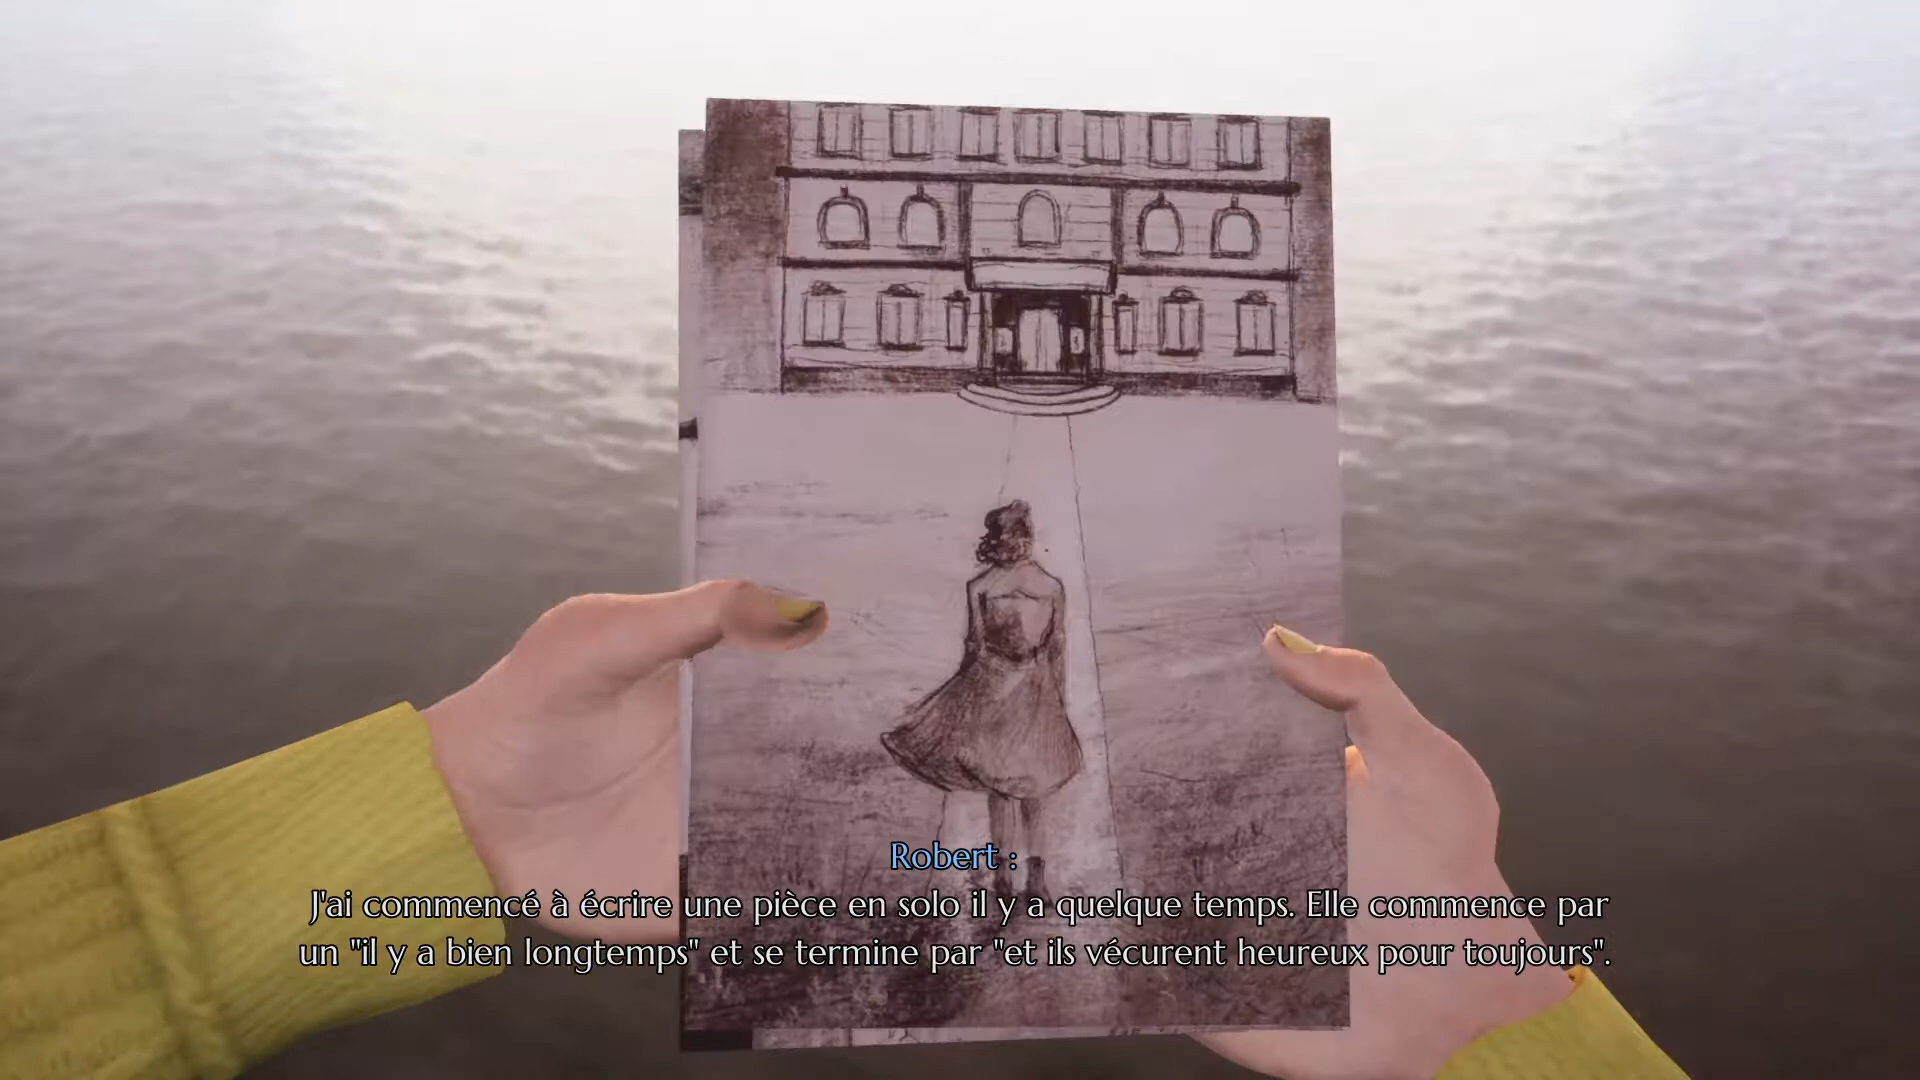 Robert :
J'ai commencé à écrire une pièce en solo il y a quelque temps. Elle commence par
un "il y a bien longtemps" et se termine par "et ils vécurent heureux pour toujours".